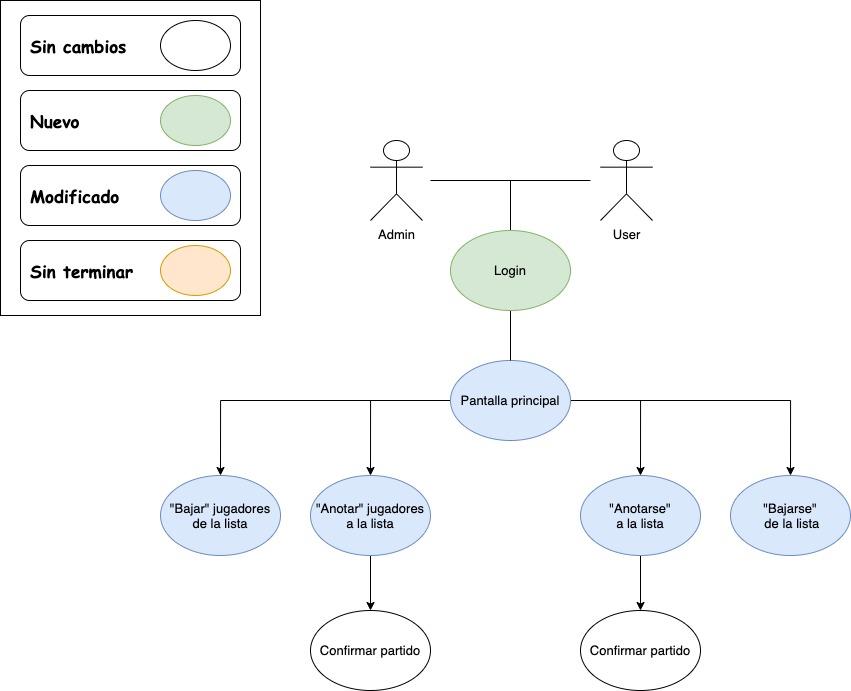 Sin cambios
Nuevo
Modificado
Sin terminar
Admin
User
Login
Pantalla principal
"Bajar" jugadores
de la lista
"Anotar" jugadores
a la lista
"Anotarse"
a la lista
"Bajarse"
de la lista
Confirmar partido
Confirmar partido